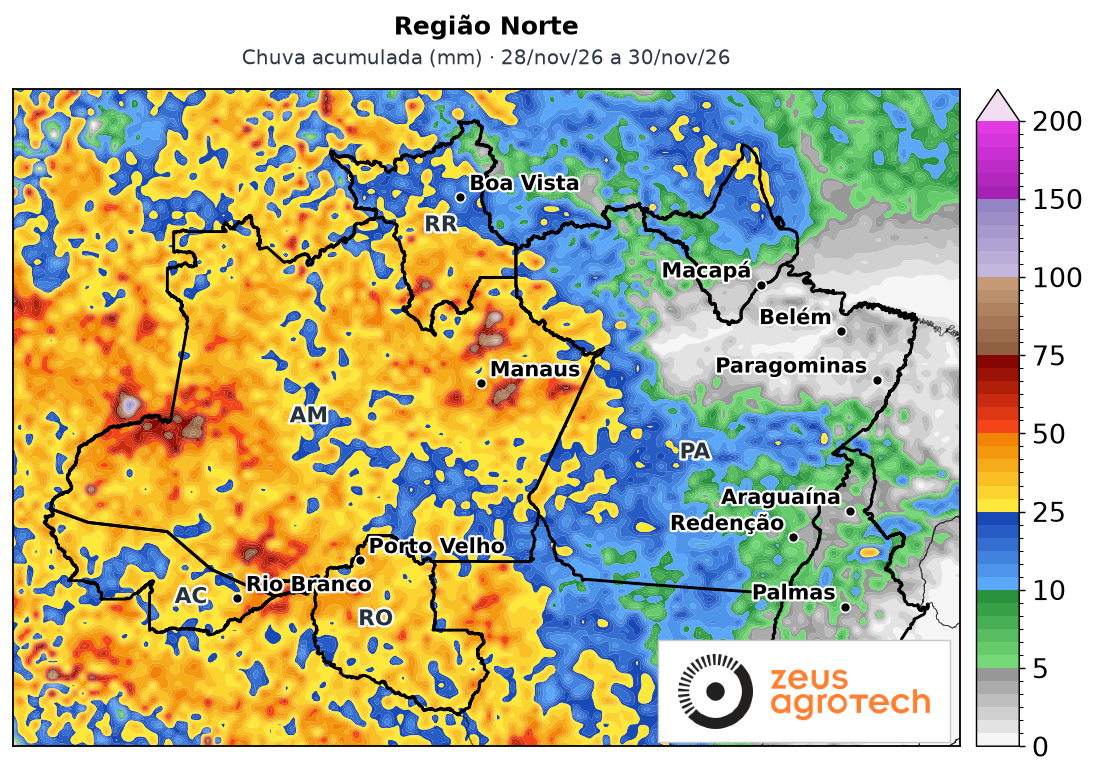 Região Norte
Chuva acumulada (mm) · 28/nov/26 a 30/nov/26
200
150
100
75
50
25
10
5
0
Boa Vista
RR
Macapá
Belém
Paragominas
Manaus
AM
PA
Araguaína
Redenção
Porto Velho
Rio Branco
AC
RO
Palmas
zeus
agrotech